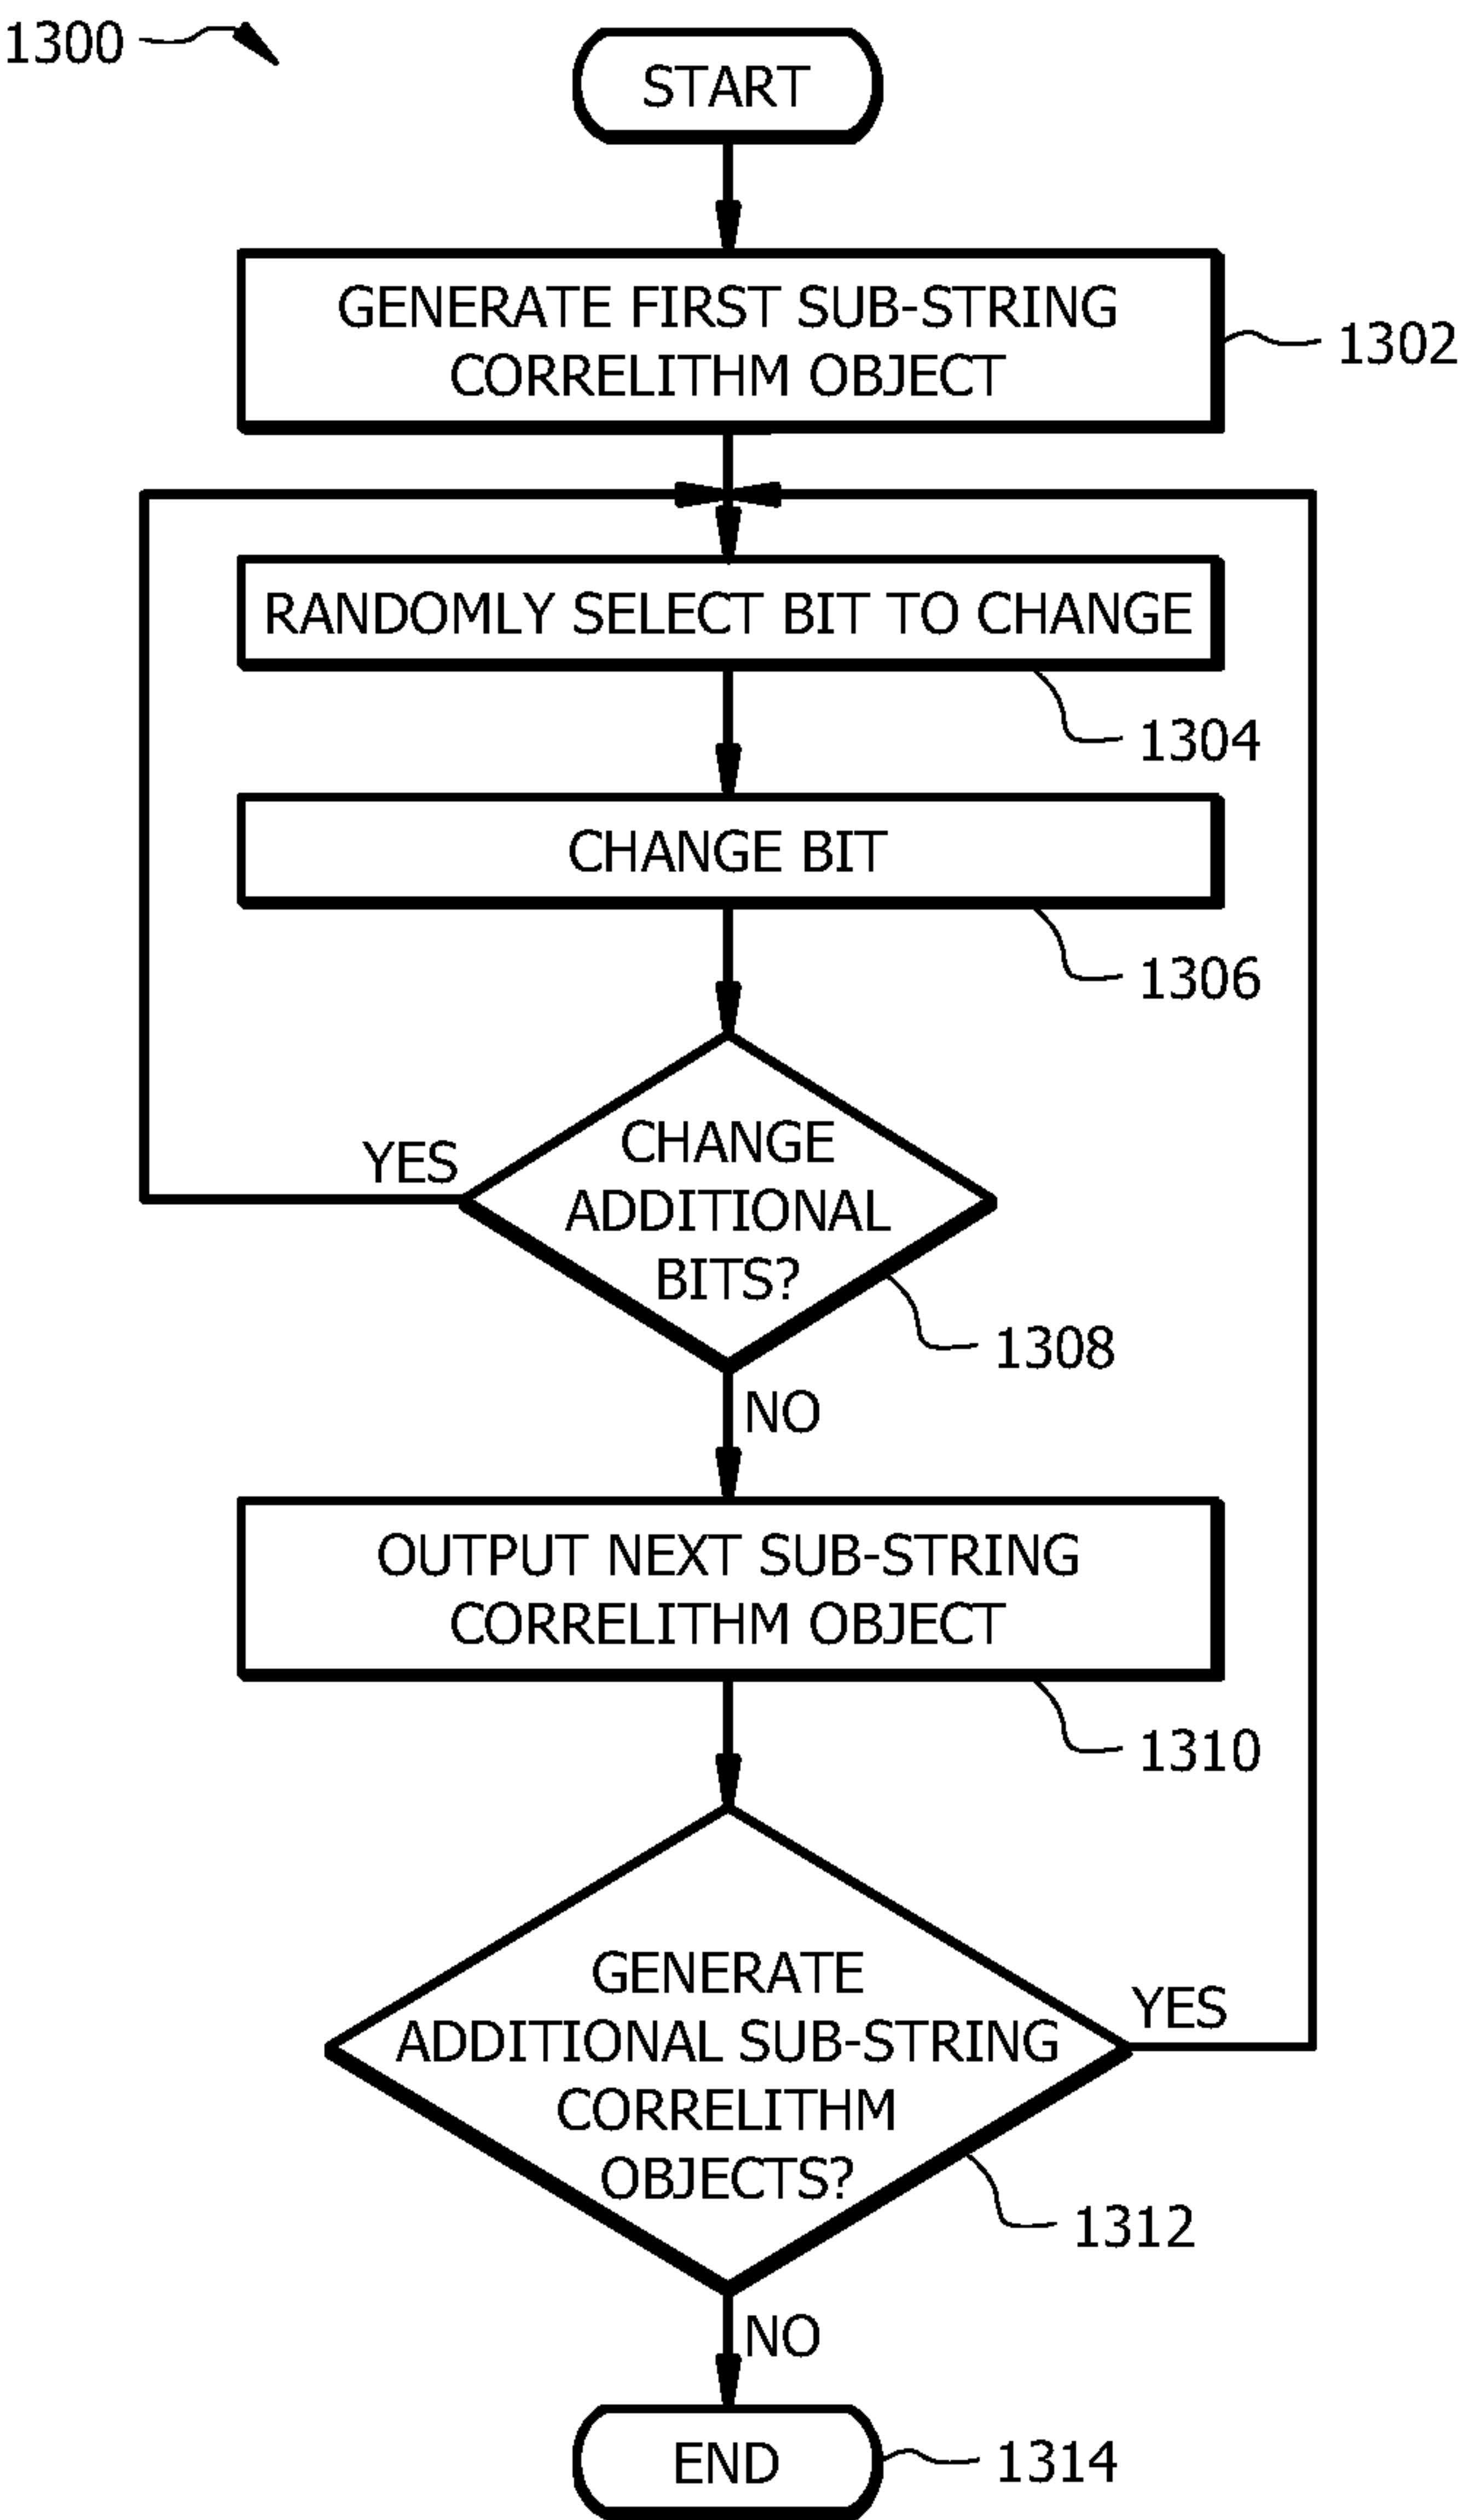 1300
START
GENERATE FIRST SUB-STRING
CORRELITHM OBJECT
1302
RANDOMLY SELECT BIT TO CHANGE
1304
CHANGE BIT
1306
CHANGE
ADDITIONAL
BITS?
YES
1308
NO
OUTPUT NEXT SUB-STRING
CORRELITHM OBJECT
1310
GENERATE
ADDITIONAL SUB-STRING
CORRELITHM
OBJECTS?
YES
1312
NO
END
1314